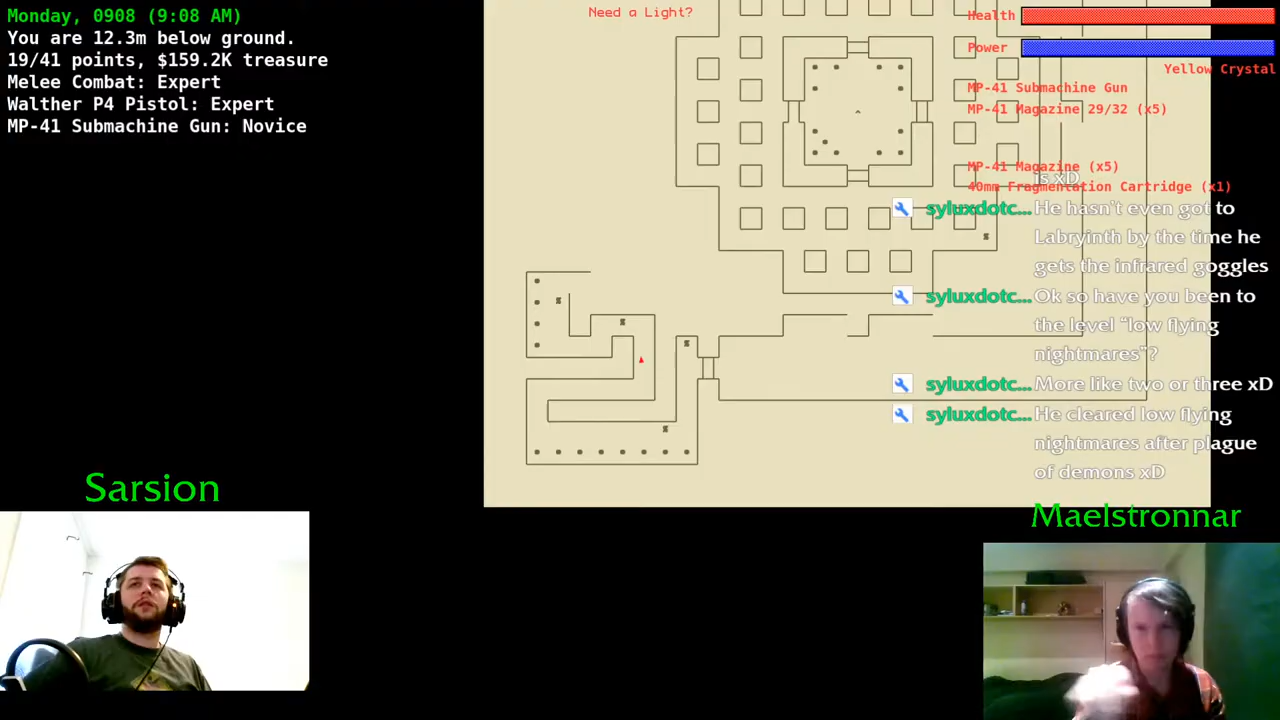 Monday, 0908 (9:08 AM)
You are 12.3m below ground.
19/41 points, $159.2K treasure
Melee Combat: Expert
Walther P4 Pistol: Expert
MP-41 Submachine Gun: Novice
Need a Light?
Health
Power
Yellow Crystal
MP-41 Submachine Gun
MP-41 Magazine 29/32 (x5)
MP-41 Magazine (x5)
is xD
40mm Fragmentation Cartridge (x1)
syluxdotc... He hasn't even got to
Labryinth by the time he
gets the infrared goggles
syluxdotc... Ok so have you been to
the level "low flying
nightmares"?
syluxdotc... More like two or three xD
syluxdotc... He cleared low flying
nightmares after plague
of demons xD
Sarsion
Maelstronnar